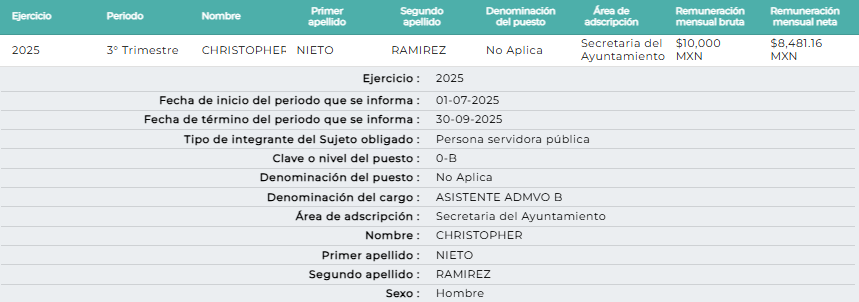 Ejercicio Periodo Nombre Primer apellido Segundo apellido Denominación del puesto Área de adscripción Remuneración mensual bruta Remuneración mensual neta
2025 3° Trimestre CHRISTOPHER NIETO RAMIREZ No Aplica Secretaria del Ayuntamiento $10,000 MXN $8,481.16 MXN
Ejercicio : 2025
Fecha de inicio del periodo que se informa : 01-07-2025
Fecha de término del periodo que se informa : 30-09-2025
Tipo de integrante del Sujeto obligado : Persona servidora pública
Clave o nivel del puesto : 0-B
Denominación del puesto : No Aplica
Denominación del cargo : ASISTENTE ADMVO B
Área de adscripción : Secretaria del Ayuntamiento
Nombre : CHRISTOPHER
Primer apellido : NIETO
Segundo apellido : RAMIREZ
Sexo : Hombre